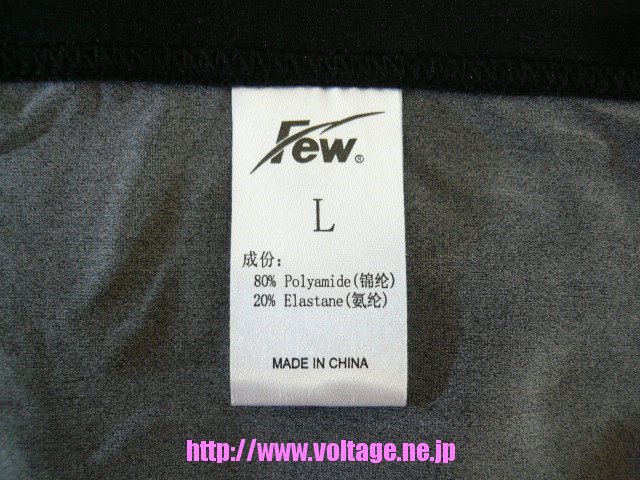 Few®
L
成份:
80% Polyamide(锦纶)
20% Elastane(氨纶)
MADE IN CHINA
http://www.voltage.ne.jp